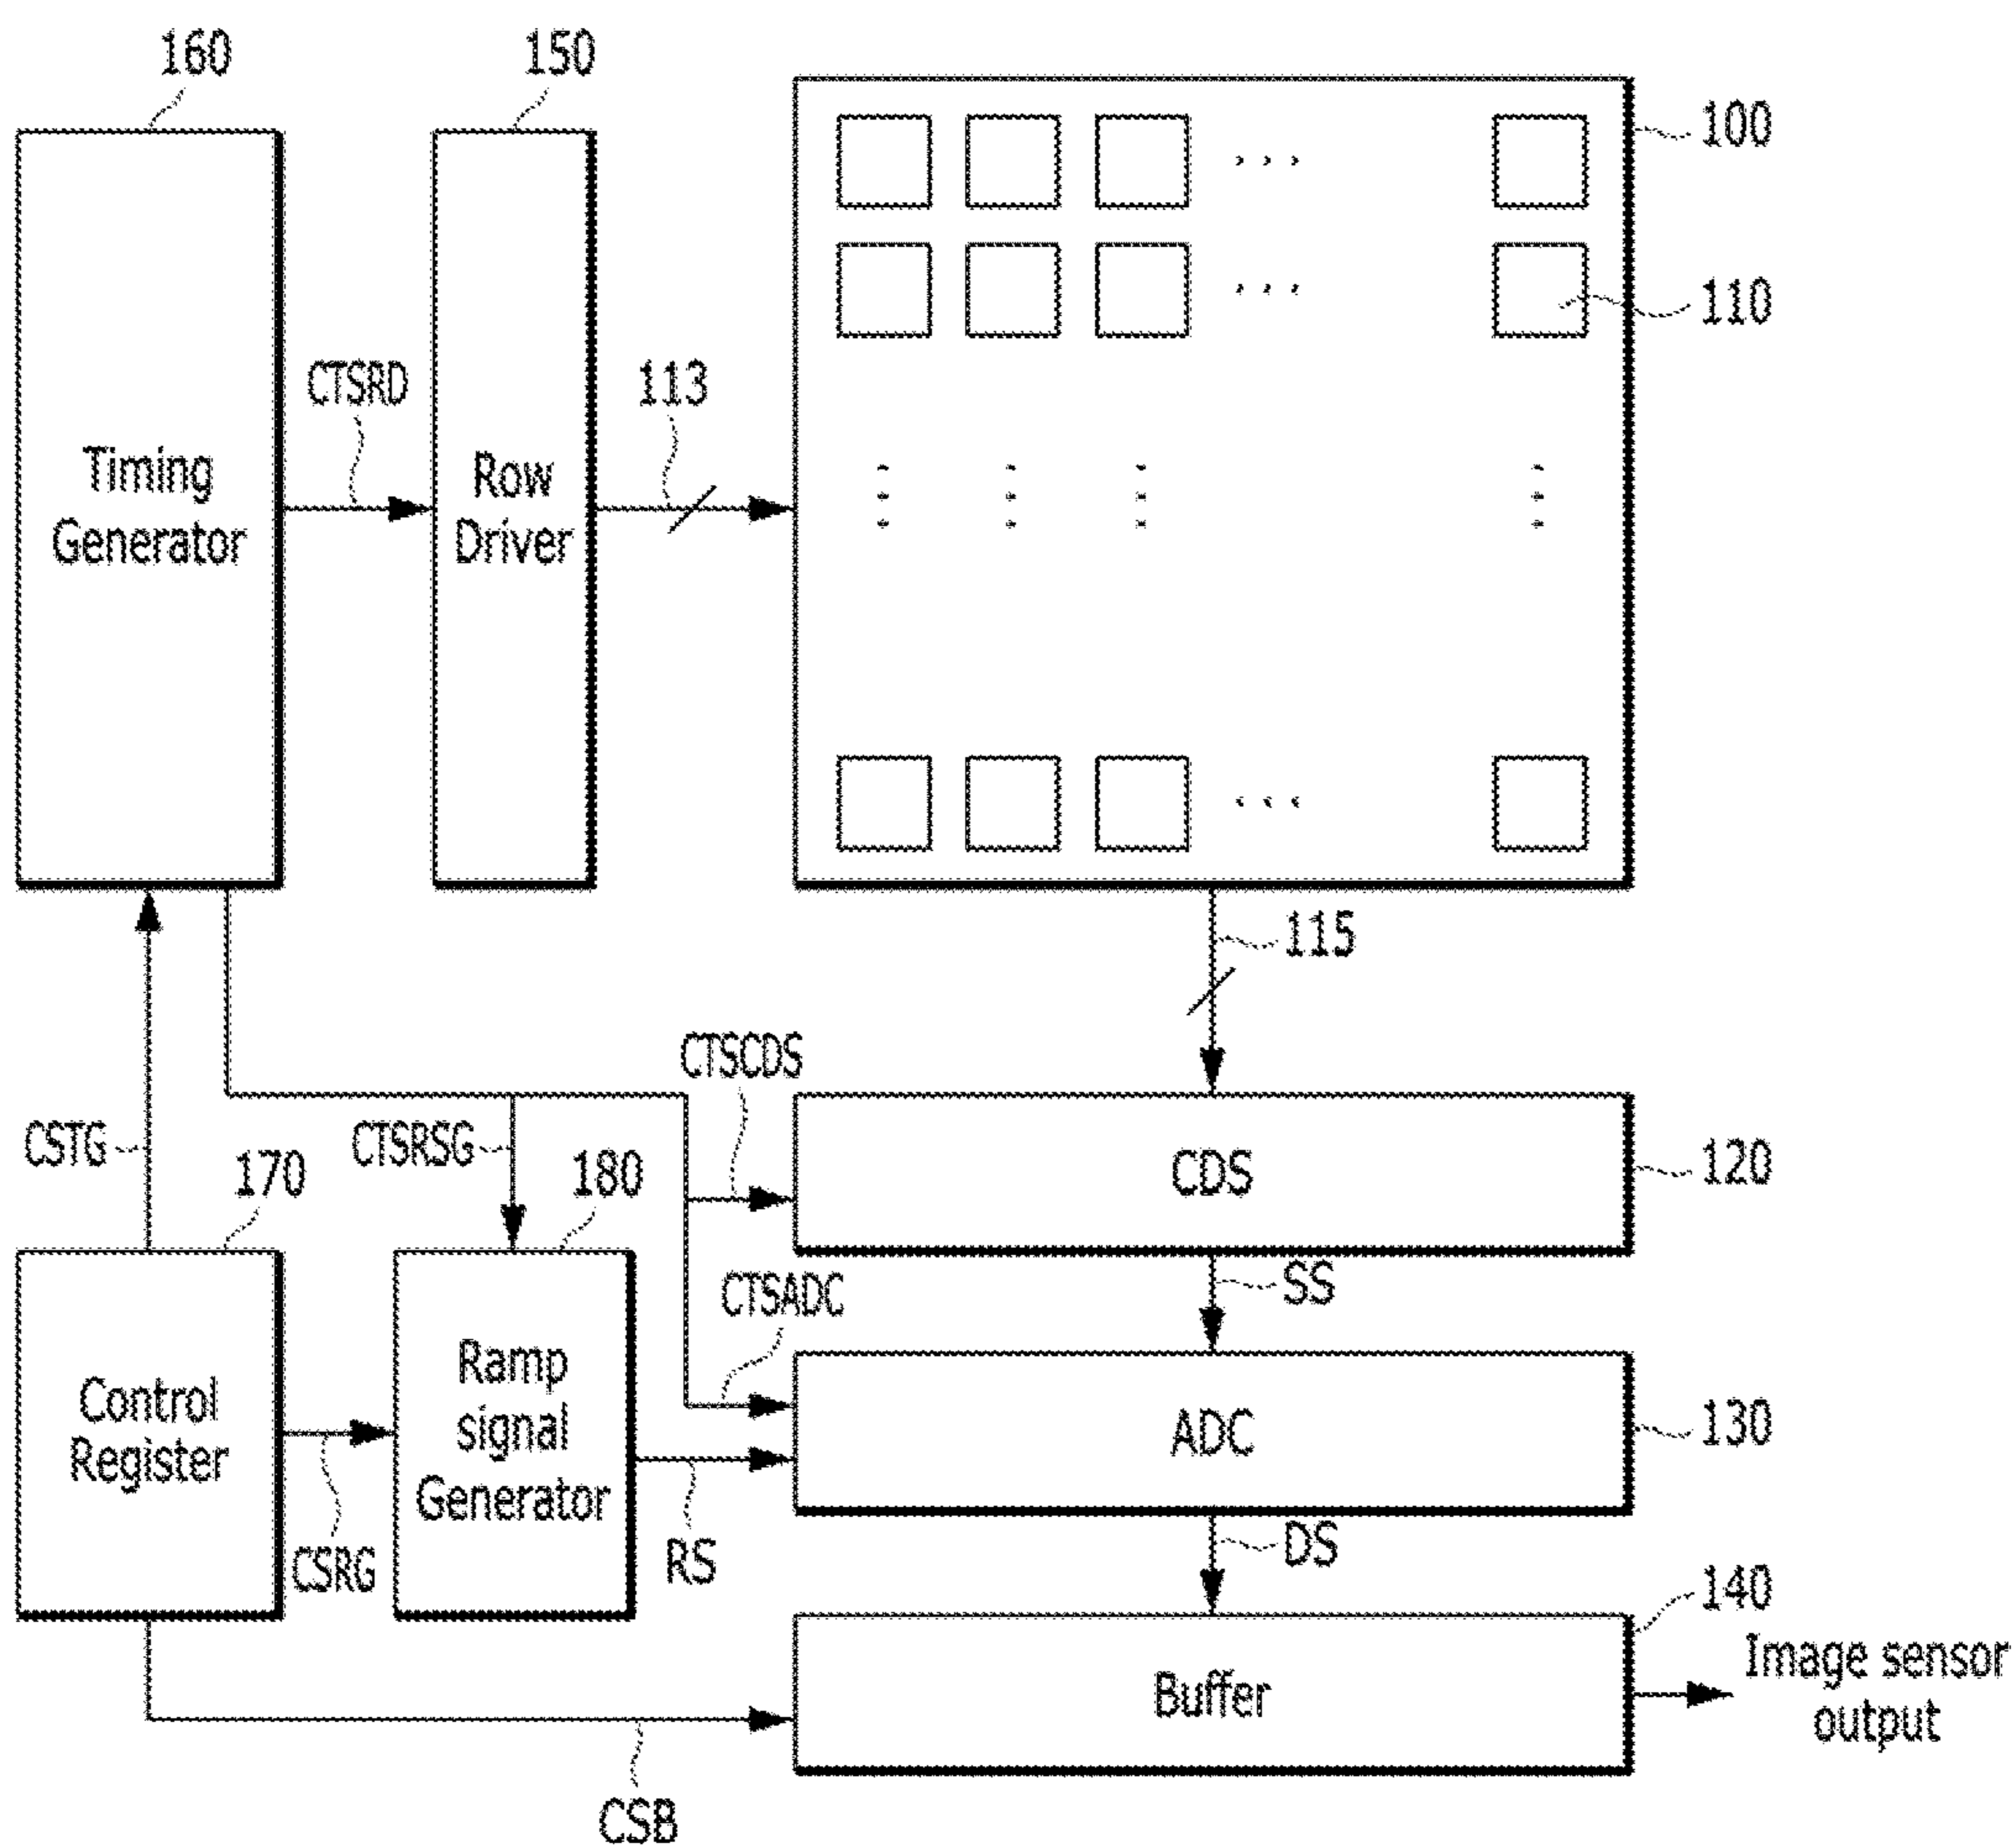 160
150
100
110
CTSRD
113
Timing
Generator
Row
Driver
115
CTSCDS
CSTG
CTSRSG
170
180
CDS
120
SS
CTSADC
Control
Register
Ramp
signal
Generator
ADC
130
CSRG
RS
DS
140
Buffer
Image sensor
output
CSB